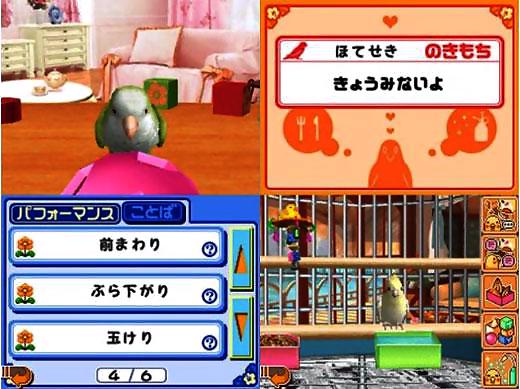 ほてせき のきもち
きょうみないよ
パフォーマンス ことば
前まわり ?
ぶら下がり ?
玉けり ?
4/6